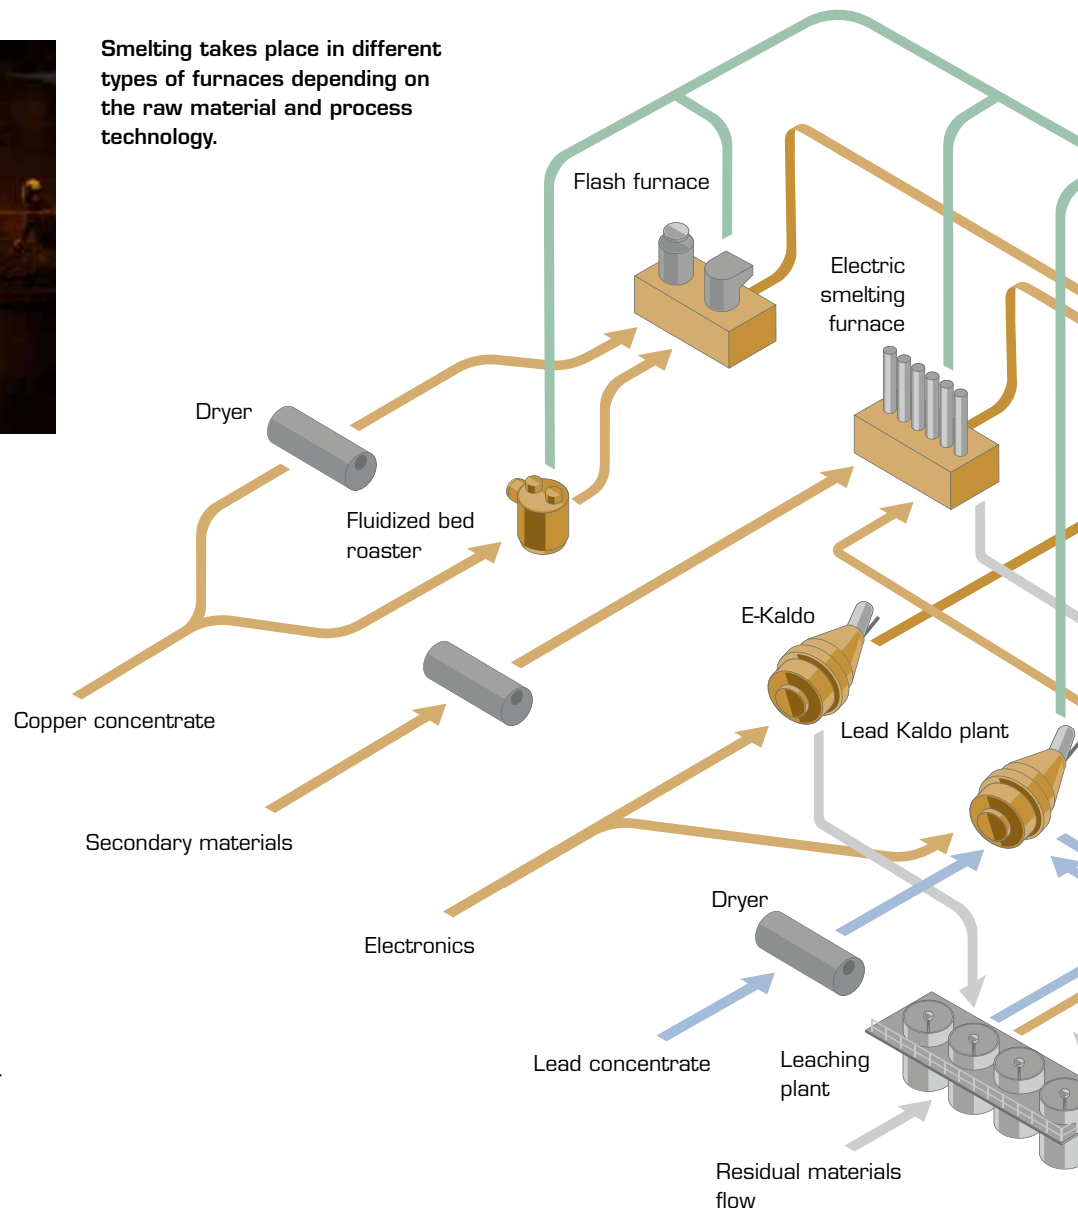 Smelting takes place in different
types of furnaces depending on
the raw material and process
technology.
Flash furnace
Electric
smelting
furnace
Dryer
Fluidized bed
roaster
E-Kaldo
Copper concentrate
Lead Kaldo plant
Secondary materials
Dryer
Electronics
Lead concentrate
Leaching
plant
Residual materials
flow